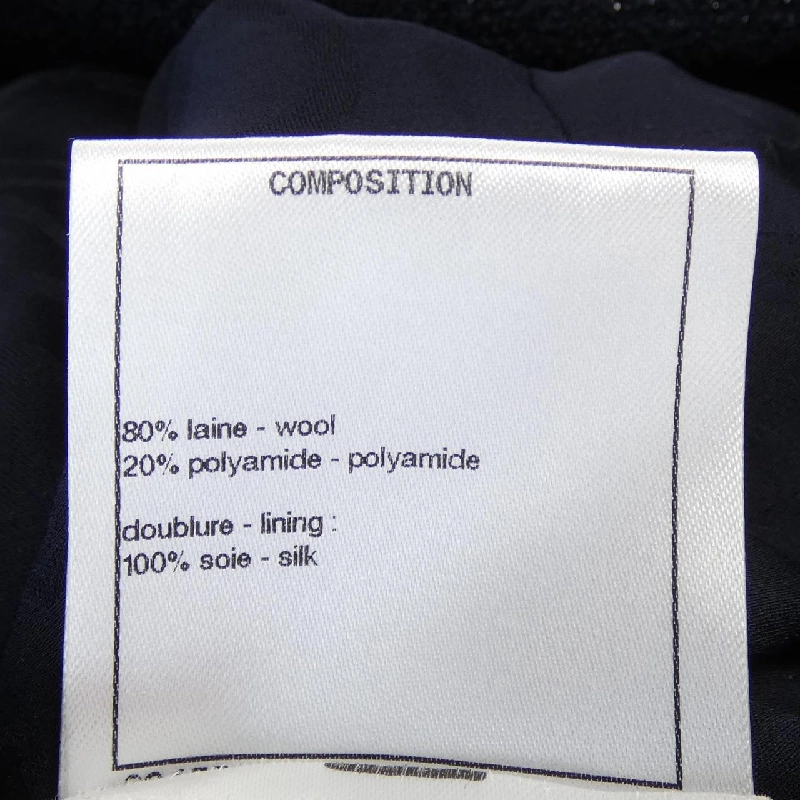 COMPOSITION
80% laine - wool
20% polyamide - polyamide
doublure - lining :
100% soie - silk